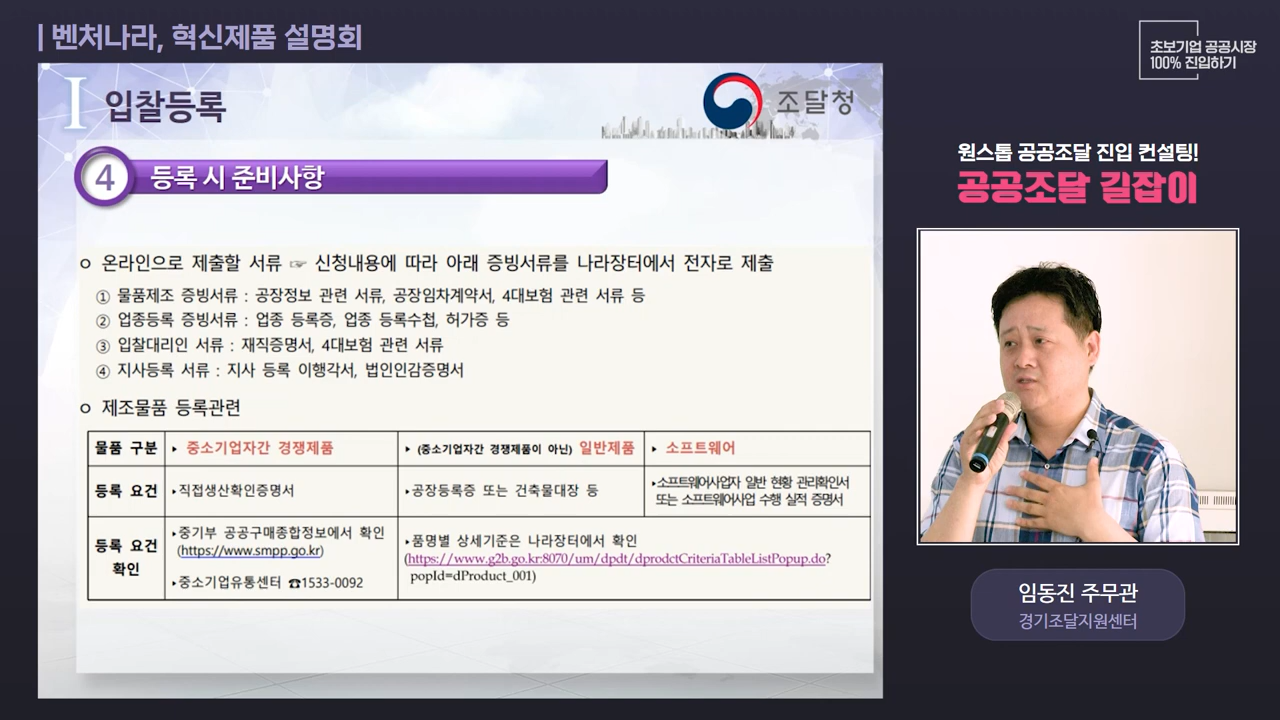 | 벤처나라, 혁신제품 설명회
초보기업 공공시장
100% 진입하기
I 입찰등록
조달청
4 등록 시 준비사항
ㅇ 온라인으로 제출할 서류 ☞ 신청내용에 따라 아래 증빙서류를 나라장터에서 전자로 제출
① 물품제조 증빙서류 : 공장정보 관련 서류, 공장임차계약서, 4대보험 관련 서류 등
② 업종등록 증빙서류 : 업종 등록증, 업종 등록수첩, 허가증 등
③ 입찰대리인 서류 : 재직증명서, 4대보험 관련 서류
④ 지사등록 서류 : 지사 등록 이행각서, 법인인감증명서
ㅇ 제조물품 등록관련
물품 구분 ▸ 중소기업자간 경쟁제품 ▸ (중소기업자간 경쟁제품이 아닌) 일반제품 ▸ 소프트웨어
등록 요건 ▸직접생산확인증명서 ▸공장등록증 또는 건축물대장 등 ▸소프트웨어사업자 일반 현황 관리확인서
또는 소프트웨어사업 수행 실적 증명서
등록 요건
확인
▸중기부 공공구매종합정보에서 확인
(https://www.smpp.go.kr)
▸중소기업유통센터 ☎1533-0092
▸품명별 상세기준은 나라장터에서 확인
(https://www.g2b.go.kr:8070/um/dpdt/dprodctCriteriaTableListPopup.do?
popId=dProduct_001)
원스톱 공공조달 진입 컨설팅!
공공조달 길잡이
임동진 주무관
경기조달지원센터